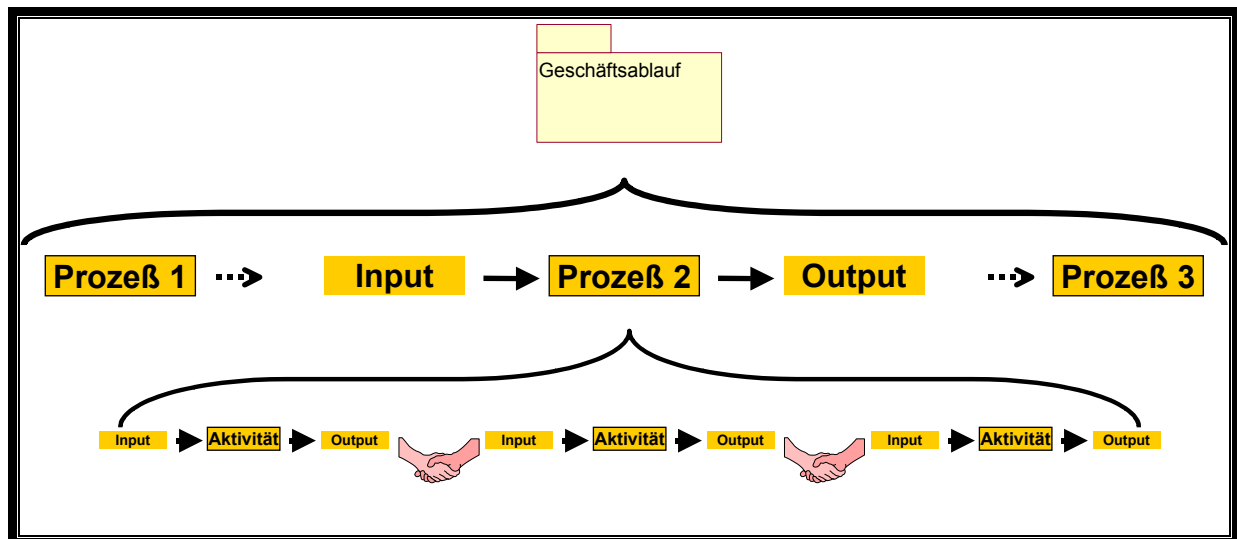 Geschäftsablauf
Prozeß 1 Input Prozeß 2 Output Prozeß 3
Input Aktivität Output Input Aktivität Output Input Aktivität Output